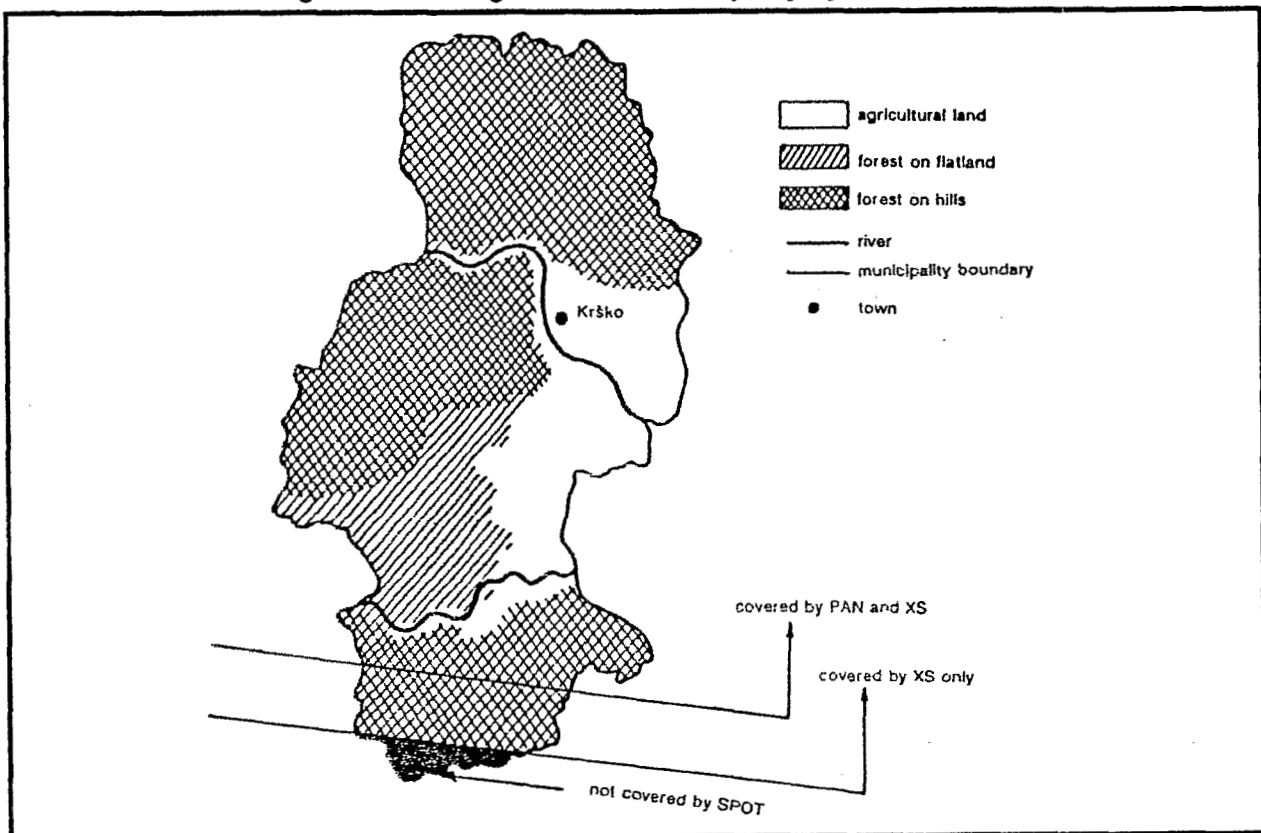 agricultural land
forest on flatland
forest on hills
river
municipality boundary
town
Krško
covered by PAN and XS
covered by XS only
not covered by SPOT